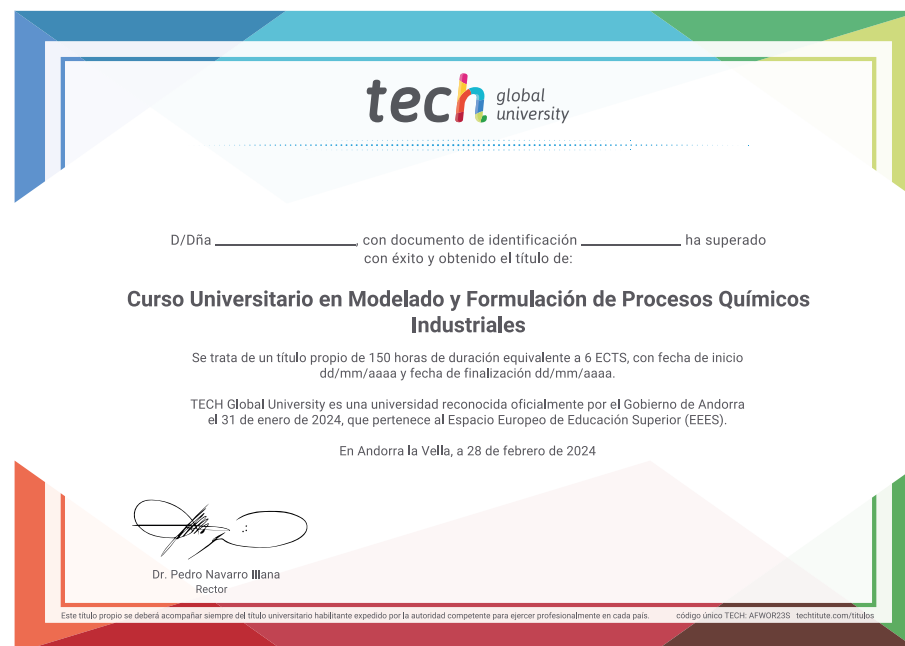 tech global university
D/Dña ____________________, con documento de identificación ______________ ha superado
con éxito y obtenido el título de:
Curso Universitario en Modelado y Formulación de Procesos Químicos
Industriales
Se trata de un título propio de 150 horas de duración equivalente a 6 ECTS, con fecha de inicio
dd/mm/aaaa y fecha de finalización dd/mm/aaaa.
TECH Global University es una universidad reconocida oficialmente por el Gobierno de Andorra
el 31 de enero de 2024, que pertenece al Espacio Europeo de Educación Superior (EEES).
En Andorra la Vella, a 28 de febrero de 2024
Dr. Pedro Navarro Illana
Rector
Este título propio se deberá acompañar siempre del título universitario habilitante expedido por la autoridad competente para ejercer profesionalmente en cada país. código único TECH: AFWOR23S techtitute.com/titulos